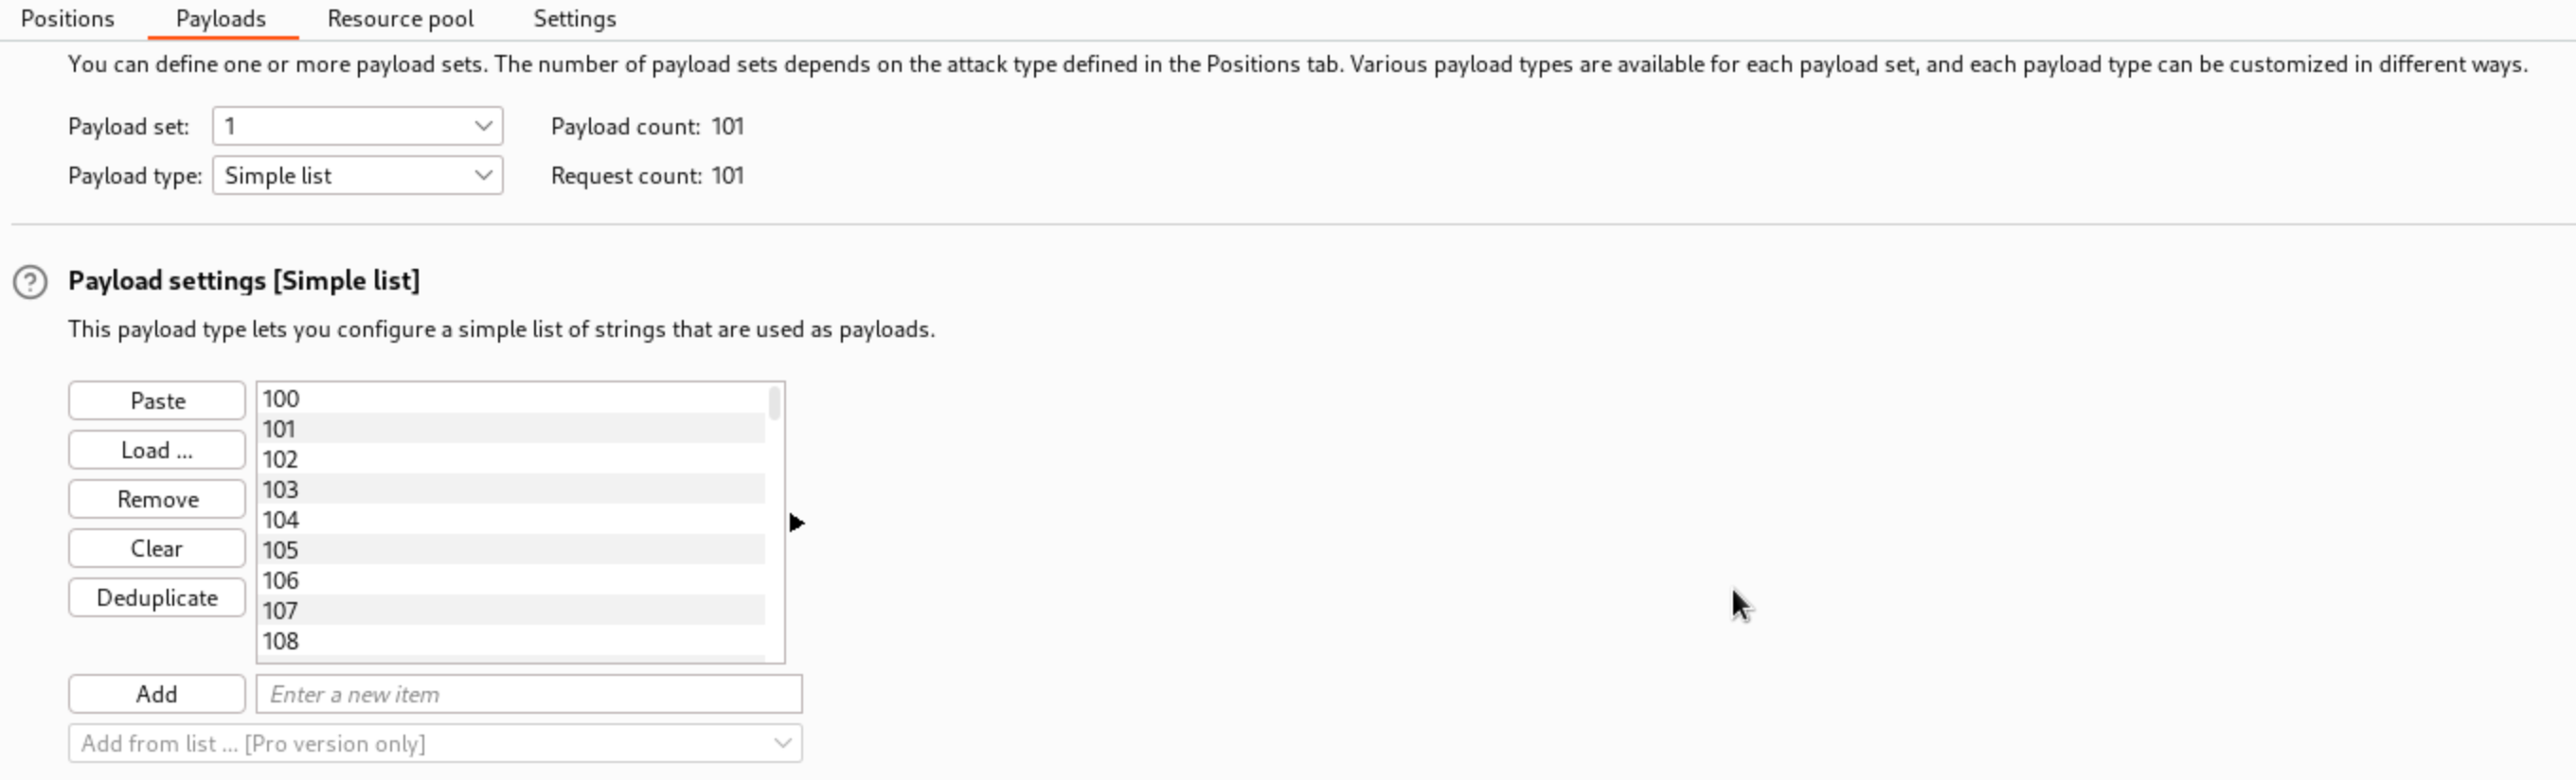 Positions Payloads Resource pool Settings
You can define one or more payload sets. The number of payload sets depends on the attack type defined in the Positions tab. Various payload types are available for each payload set, and each payload type can be customized in different ways.
Payload set: 1 Payload count: 101
Payload type: Simple list Request count: 101
? Payload settings [Simple list]
This payload type lets you configure a simple list of strings that are used as payloads.
Paste
Load ...
Remove
Clear
Deduplicate
100
101
102
103
104
105
106
107
108
Add Enter a new item
Add from list ... [Pro version only]